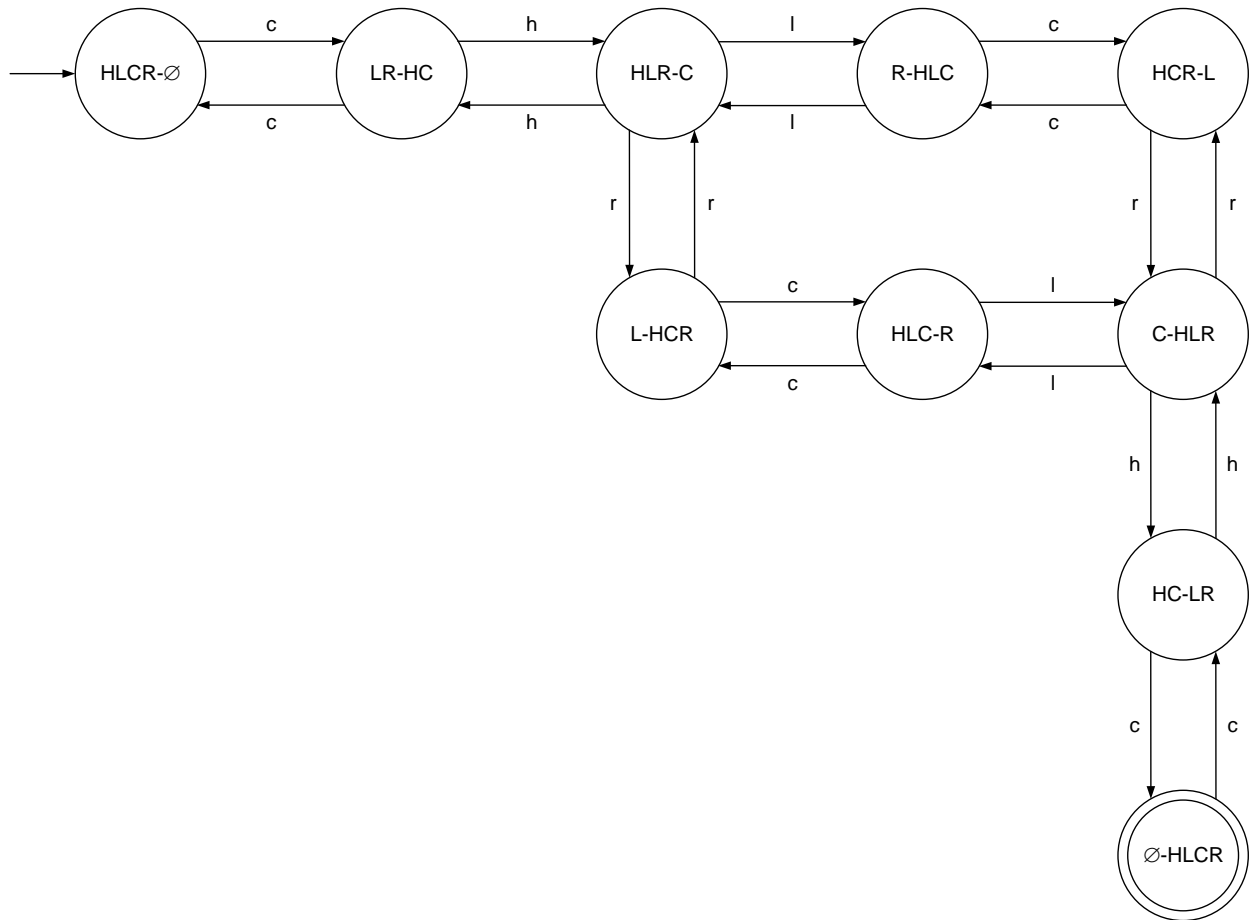 c h l c
HLCR-∅ LR-HC HLR-C R-HLC HCR-L
c h l c
r r r r
c l
L-HCR HLC-R C-HLR
c l
h h
HC-LR
c c
∅-HLCR